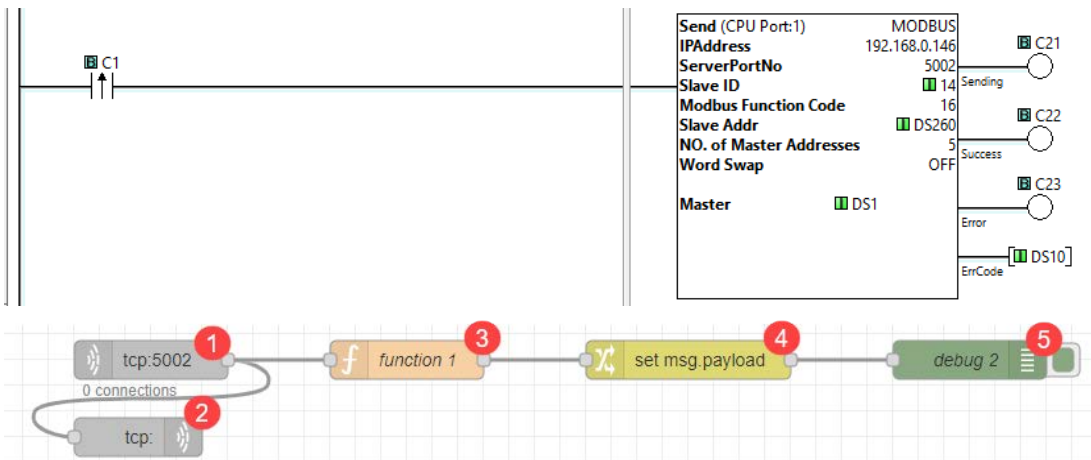 Send (CPU Port:1) MODBUS
IPAddress 192.168.0.146
ServerPortNo 5002
Slave ID 14
Modbus Function Code 16
Slave Addr DS260
NO. of Master Addresses 5
Word Swap OFF
Master DS1
B C1
B C21
Sending
B C22
Success
B C23
Error
DS10
ErrCode
tcp:5002
1
0 connections
tcp:
2
f
function 1
3
set msg.payload
4
debug 2
5